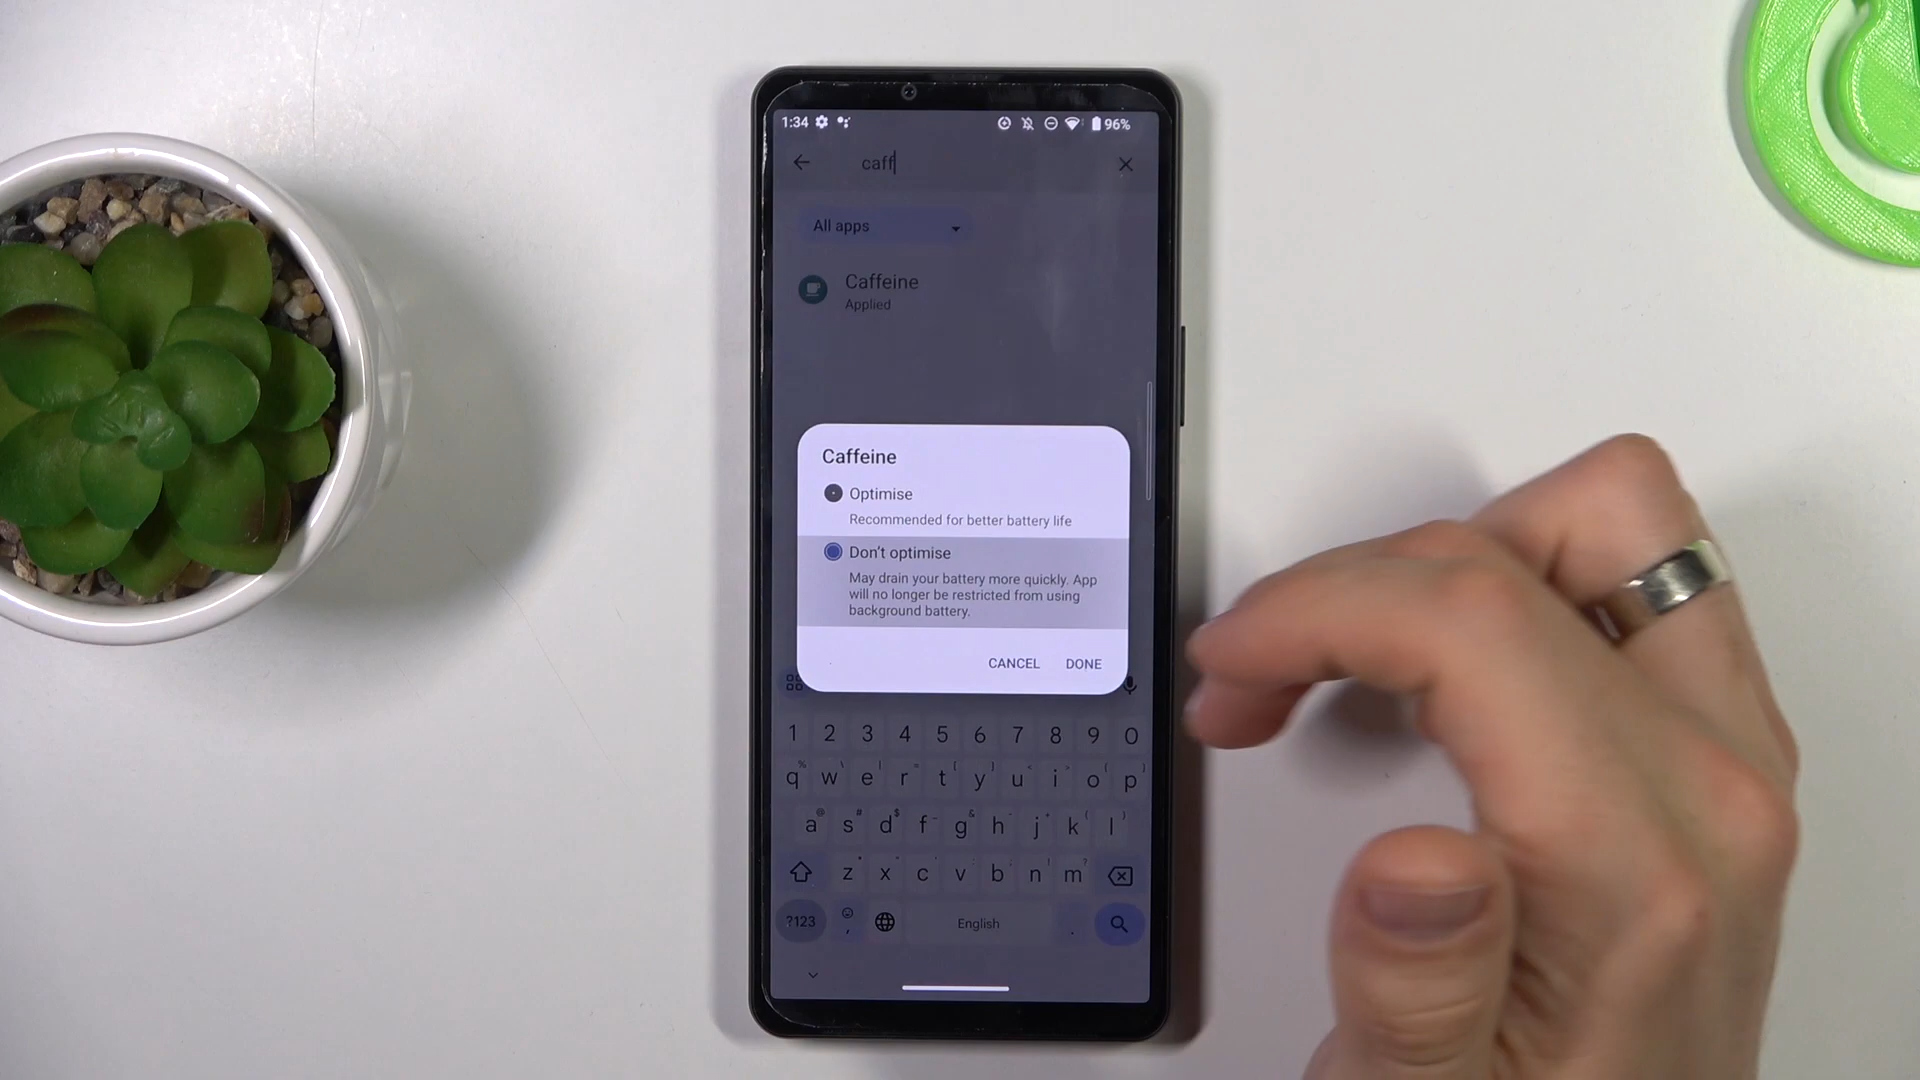 1:34 96%
caff
All apps
Caffeine
Applied
Caffeine
Optimise
Recommended for better battery life
Don't optimise
May drain your battery more quickly. App
will no longer be restricted from using
background battery.
CANCEL DONE
1 2 3 4 5 6 7 8 9 0
q w e r t y u i o p
a s d f g h j k l
z x c v b n m
?123 , English .